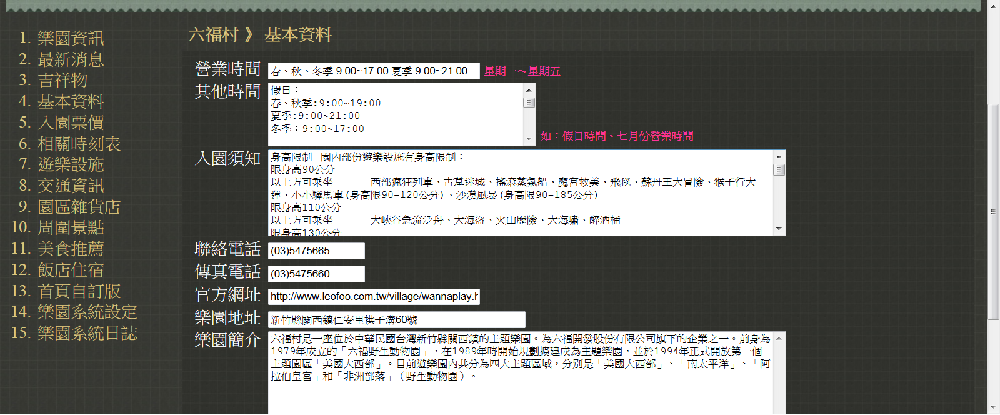 1. 樂園資訊
2. 最新消息
3. 吉祥物
4. 基本資料
5. 入園票價
6. 相關時刻表
7. 遊樂設施
8. 交通資訊
9. 園區雜貨店
10. 周圍景點
11. 美食推薦
12. 飯店住宿
13. 首頁自訂版
14. 樂園系統設定
15. 樂園系統日誌
六福村 》 基本資料
營業時間 春、秋、冬季:9:00~17:00 夏季:9:00~21:00 星期一～星期五
其他時間 假日：
春、秋季:9:00~19:00
夏季:9:00~21:00
冬季：9:00~17:00
如：假日時間、七月份營業時間
入園須知 身高限制 園內部份遊樂設施有身高限制：
限身高90公分
以上方可乘坐 西部瘋狂列車、古墓迷城、搖滾蒸氣船、魔宮救美、飛毯、蘇丹王大冒險、猴子行大
運、小小驛馬車(身高限90-120公分)、沙漠風暴(身高限90-185公分)
限身高110公分
以上方可乘坐 大峽谷急流泛舟、大海盜、火山歷險、大海嘯、醉酒桶
限身高130公分
聯絡電話 (03)5475665
傳真電話 (03)5475660
官方網址 http://www.leofoo.com.tw/village/wannaplay.h
樂園地址 新竹縣關西鎮仁安里拱子溝60號
樂園簡介 六福村是一座位於中華民國台灣新竹縣關西鎮的主題樂園。為六福開發股份有限公司旗下的企業之一。前身為
1979年成立的「六福野生動物園」，在1989年時開始規劃擴建成為主題樂園，並於1994年正式開放第一個
主題園區「美國大西部」。目前遊樂園內共分為四大主題區域，分別是「美國大西部」、「南太平洋」、「阿
拉伯皇宮」和「非洲部落」（野生動物園）。